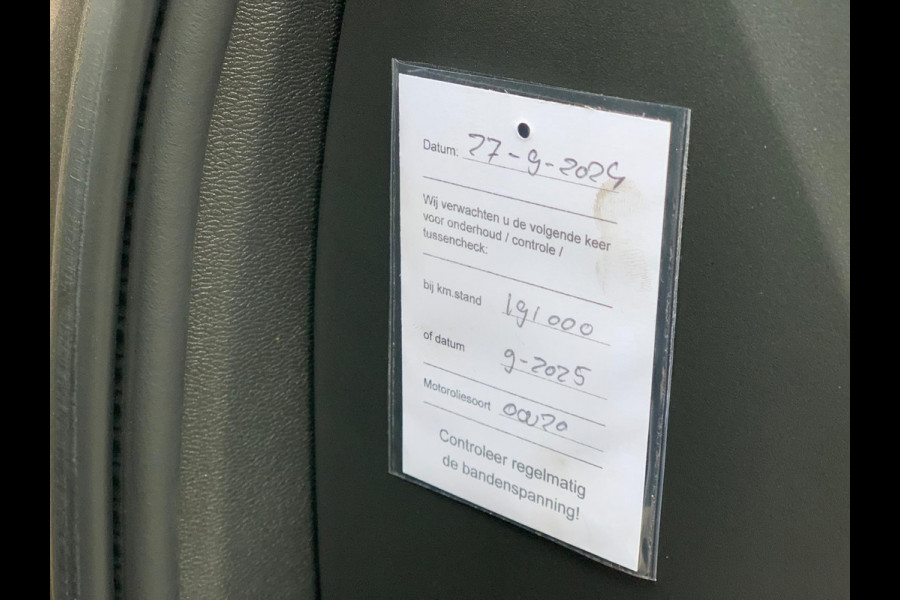 Datum: 27-9-2024
Wij verwachten u de volgende keer
voor onderhoud / controle /
tussencheck:
bij km.stand 191000
of datum 9-2025
Motoroliesoort 00W20
Controleer regelmatig
de bandenspanning!